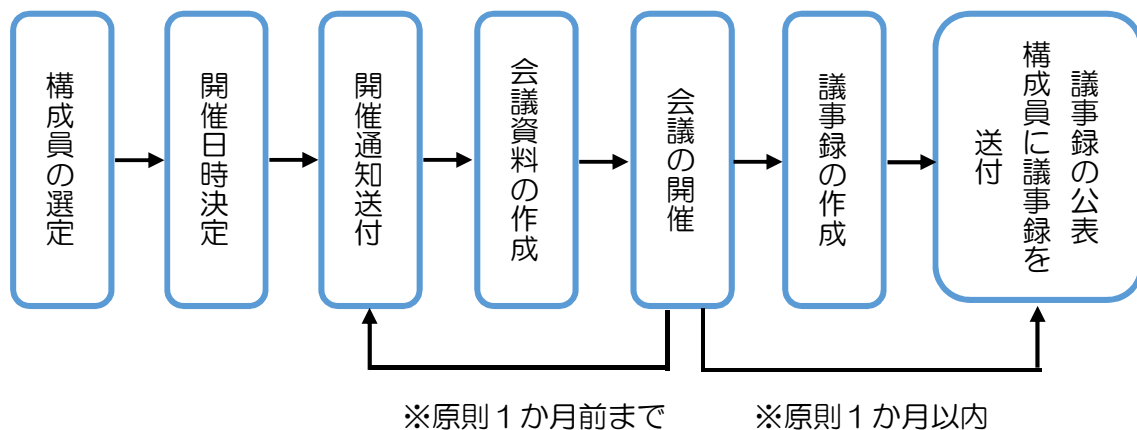 構成員の選定
開催日時決定
開催通知送付
会議資料の作成
会議の開催
議事録の作成
議事録の公表
構成員に議事録を
送付
※原則１か月前まで
※原則１か月以内